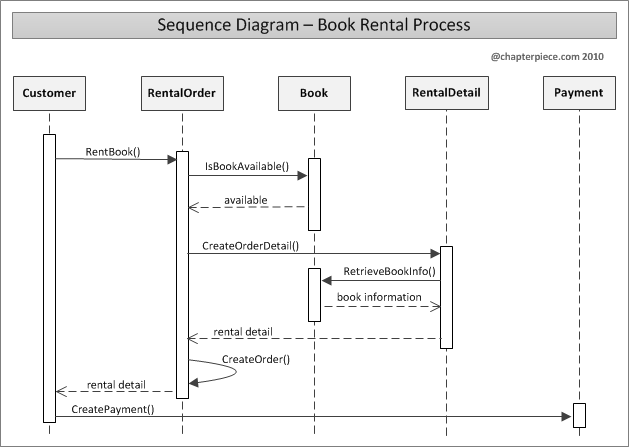 Sequence Diagram – Book Rental Process
@chapterpiece.com 2010
Customer
RentalOrder
Book
RentalDetail
Payment
RentBook()
IsBookAvailable()
available
CreateOrderDetail()
RetrieveBookInfo()
book information
rental detail
CreateOrder()
rental detail
CreatePayment()